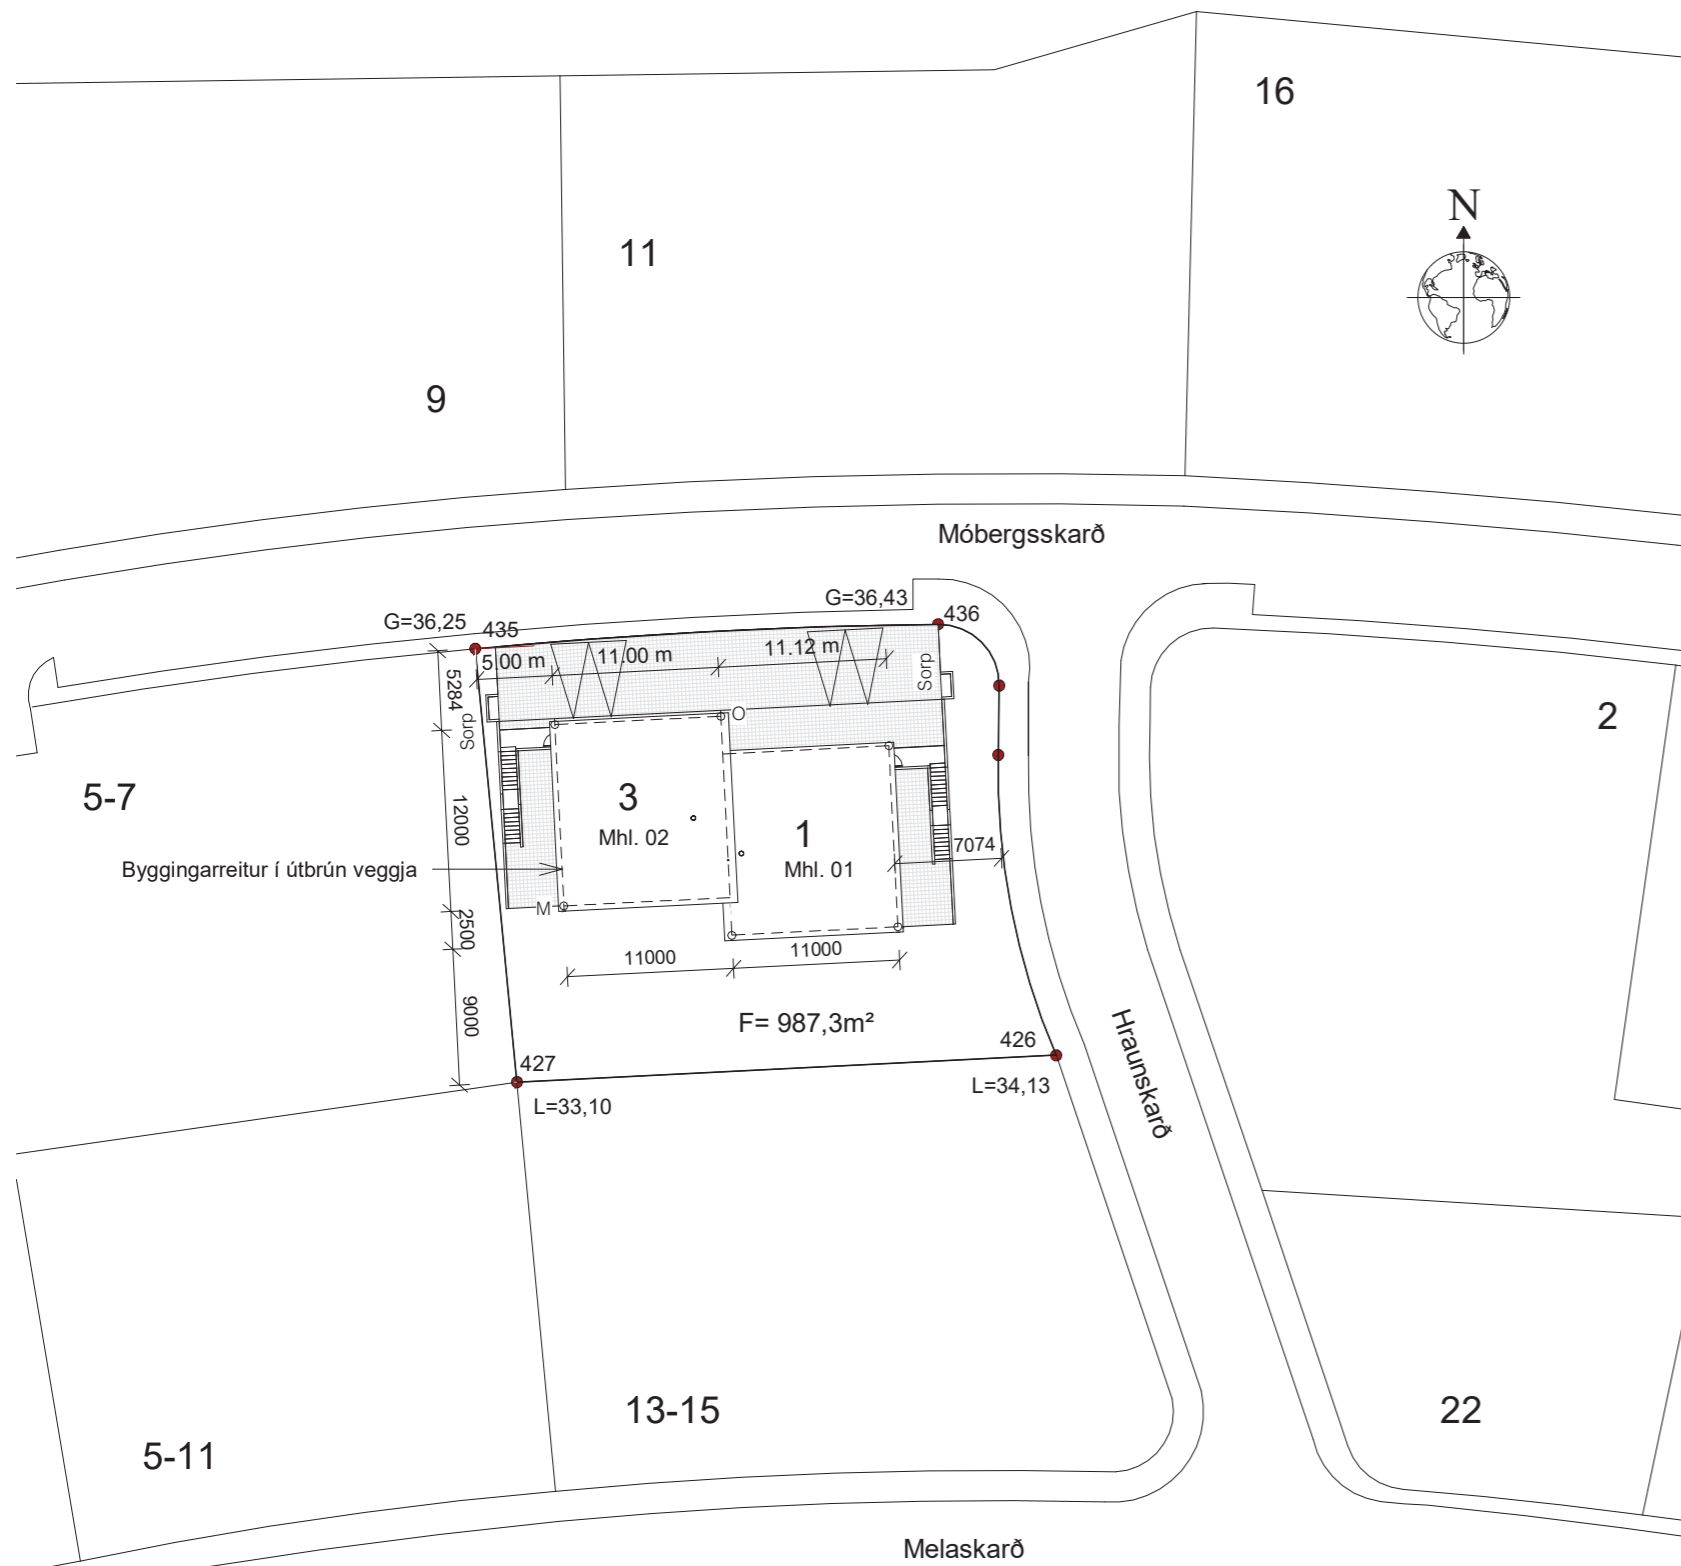 16
N
11
9
Móbergsskarð
G=36,43
436
G=36,25
435
5.00 m
11.00 m
11.12 m
Sorp
5284
Sorp
O
2
5-7
3
Mhl. 02
12000
1
Mhl. 01
7074
Byggingarreitur í útbrún veggja
M
2500
11000
11000
9000
F= 987,3m²
427
426
L=33,10
L=34,13
Hraunskarð
13-15
22
5-11
Melaskarð